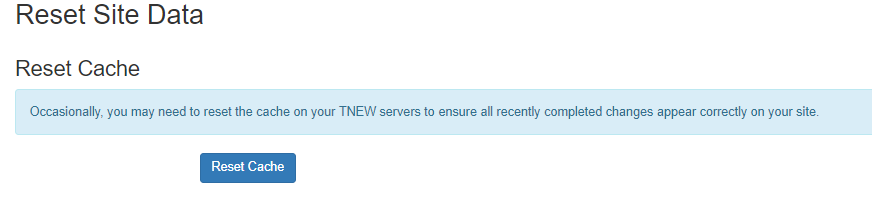 Reset Site Data
Reset Cache
Occasionally, you may need to reset the cache on your TNEW servers to ensure all recently completed changes appear correctly on your site.
Reset Cache